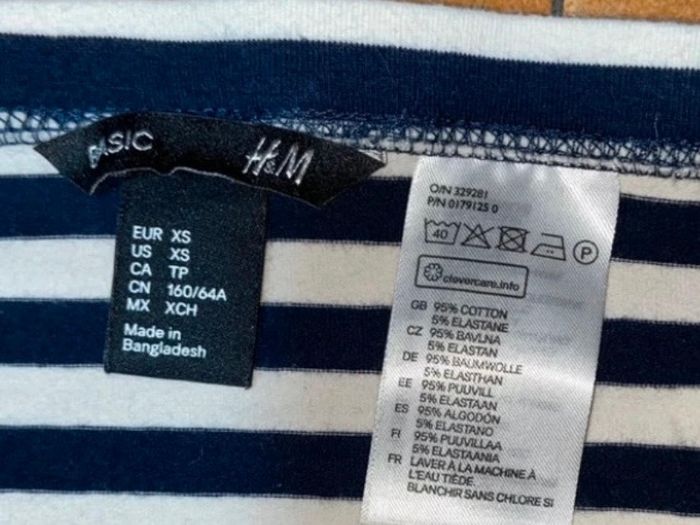 BASIC
H&M
EUR XS
US XS
CA TP
CN 160/64A
MX XCH
Made in
Bangladesh
O/N 329281
P/N 0179125 0
40
P
clevercare.info
GB 95% COTTON
5% ELASTANE
CZ 95% BAVLNA
5% ELASTAN
DE 95% BAUMWOLLE
5% ELASTHAN
EE 95% PUUVILL
5% ELASTAAN
ES 95% ALGODÓN
5% ELASTANO
FI 95% PUUVILLAA
5% ELASTAANIA
FR LAVER À LA MACHINE À
L'EAU TIÈDE.
BLANCHIR SANS CHLORE SI